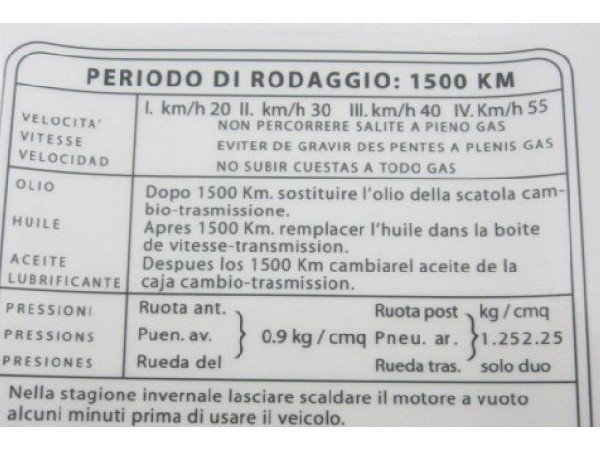 PERIODO DI RODAGGIO: 1500 KM
VELOCITA'
VITESSE
VELOCIDAD
I. km/h 20 II. km/h 30 III. km/h 40 IV. Km/h 55
NON PERCORRERE SALITE A PIENO GAS
EVITER DE GRAVIR DES PENTES A PLENIS GAS
NO SUBIR CUESTAS A TODO GAS
OLIO
HUILE
ACEITE
LUBRIFICANTE
Dopo 1500 Km. sostituire l'olio della scatola cam-
bio-trasmissione.
Apres 1500 Km. remplacer l'huile dans la boite
de vitesse-transmission.
Despues los 1500 Km cambiarel aceite de la
caja cambio-trasmission.
PRESSIONI
PRESSIONS
PRESIONES
Ruota ant.
Puen. av.
Rueda del
0.9 kg / cmq
Ruota post
Pneu. ar.
Rueda tras.
kg / cmq
1.252.25
solo duo
Nella stagione invernale lasciare scaldare il motore a vuoto
alcuni minuti prima di usare il veicolo.